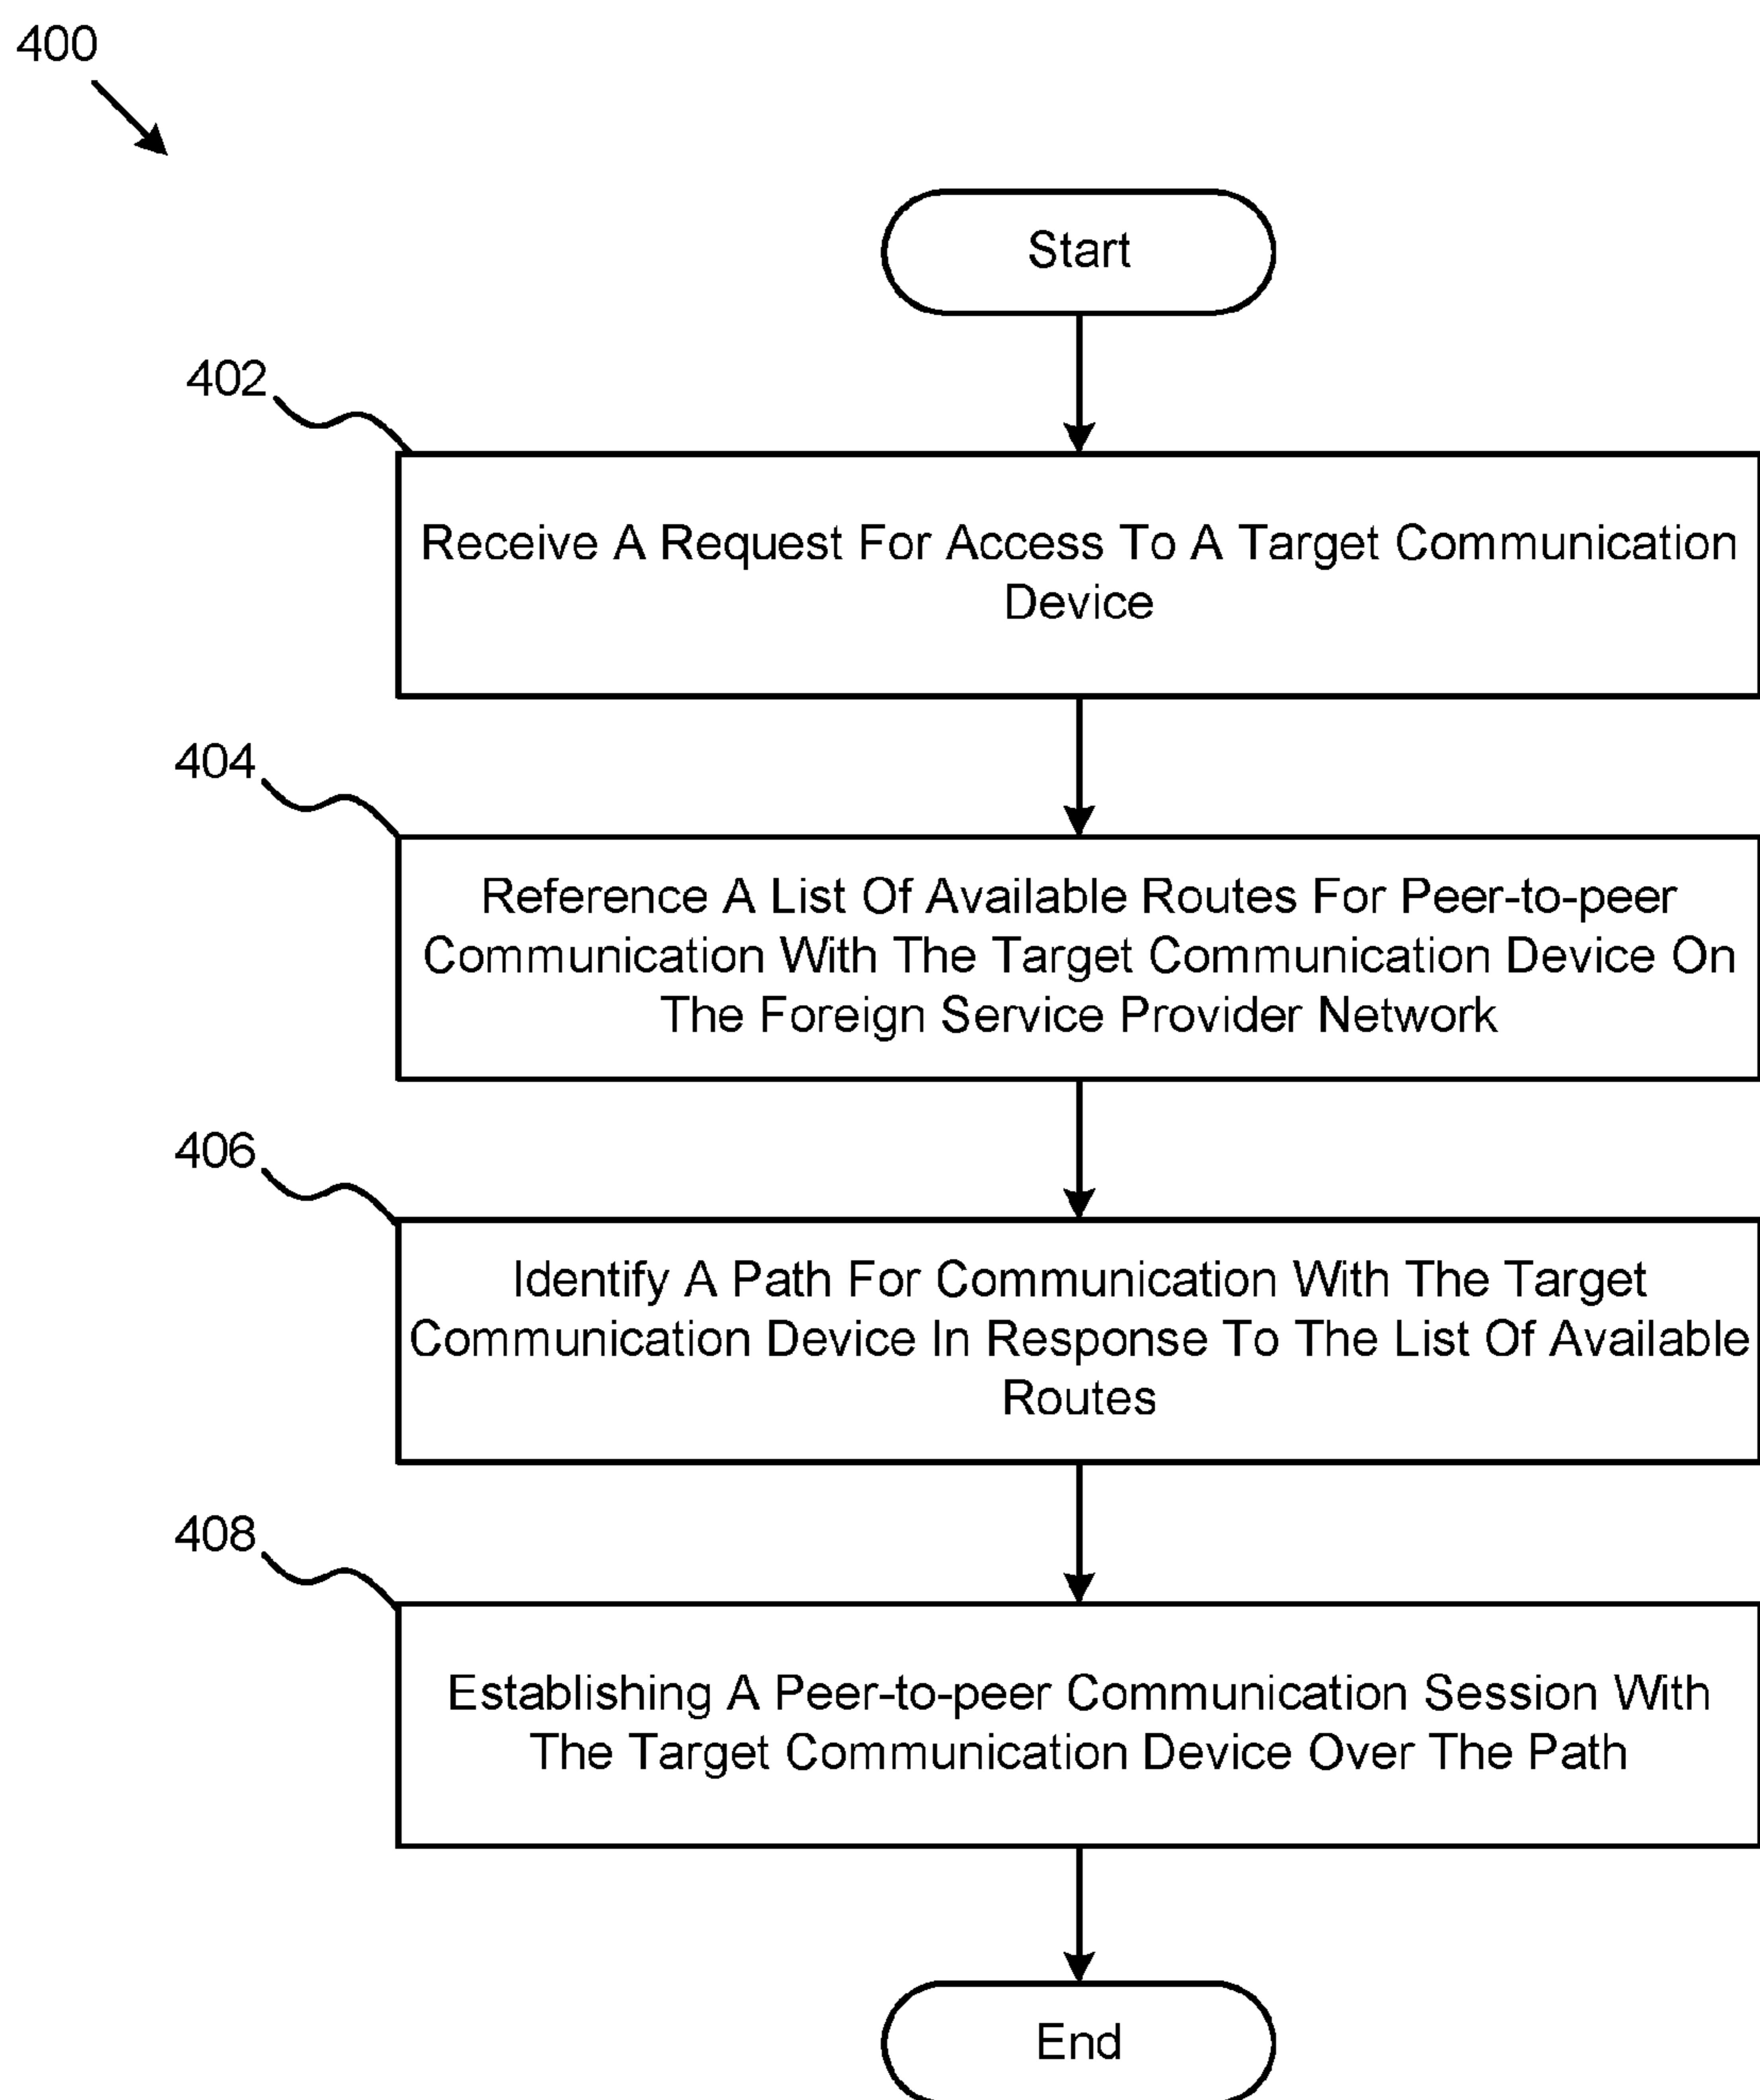 400
Start
402
Receive A Request For Access To A Target Communication
Device
404
Reference A List Of Available Routes For Peer-to-peer
Communication With The Target Communication Device On
The Foreign Service Provider Network
406
Identify A Path For Communication With The Target
Communication Device In Response To The List Of Available
Routes
408
Establishing A Peer-to-peer Communication Session With
The Target Communication Device Over The Path
End